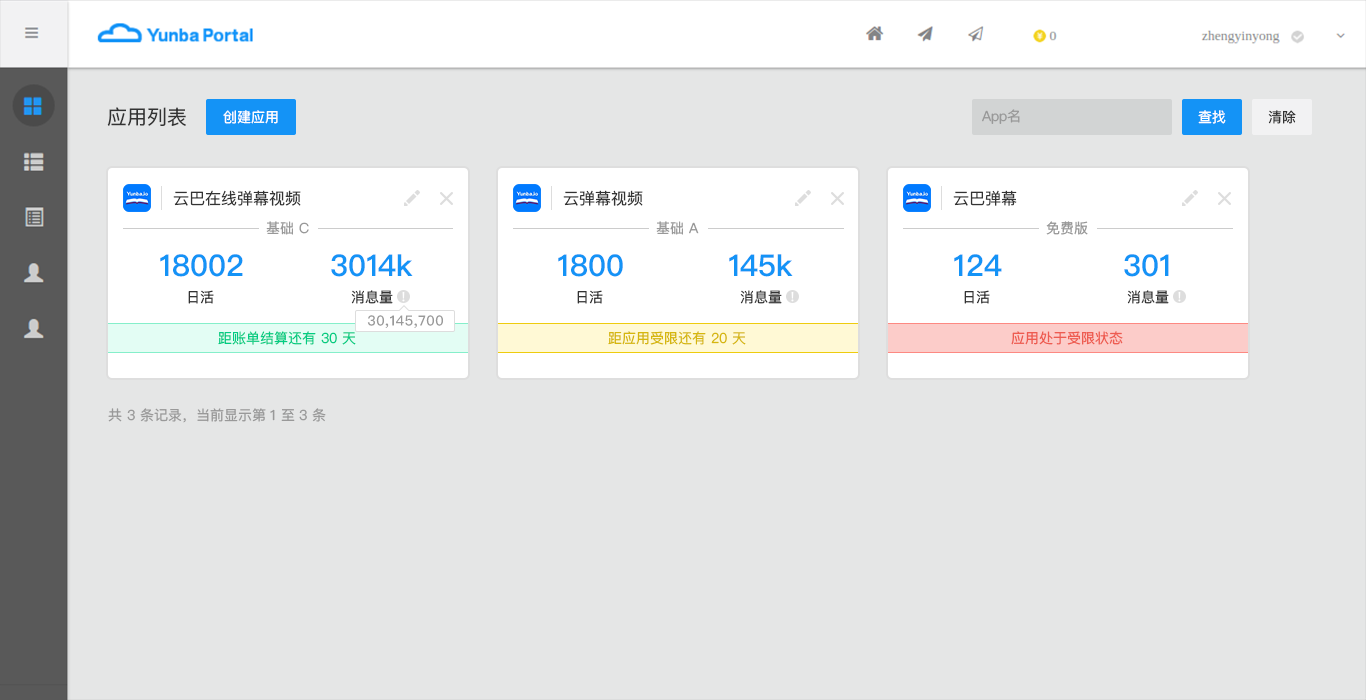 Yunba Portal
¥ 0
zhengyinyong
应用列表
创建应用
App名
查找
清除
Yunba.io
云巴在线弹幕视频
基础 C
18002
3014k
日活
消息量
30,145,700
距账单结算还有 30 天
Yunba.io
云弹幕视频
基础 A
1800
145k
日活
消息量
距应用受限还有 20 天
Yunba.io
云巴弹幕
免费版
124
301
日活
消息量
应用处于受限状态
共 3 条记录，当前显示第 1 至 3 条